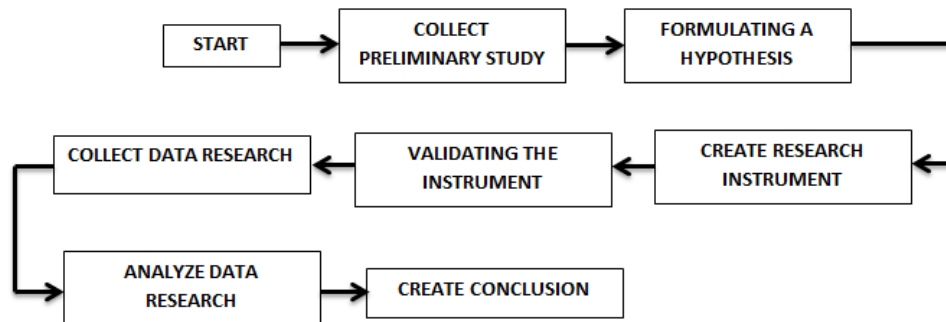 START
COLLECT
PRELIMINARY STUDY
FORMULATING A
HYPOTHESIS
CREATE RESEARCH
INSTRUMENT
VALIDATING THE
INSTRUMENT
COLLECT DATA RESEARCH
ANALYZE DATA
RESEARCH
CREATE CONCLUSION